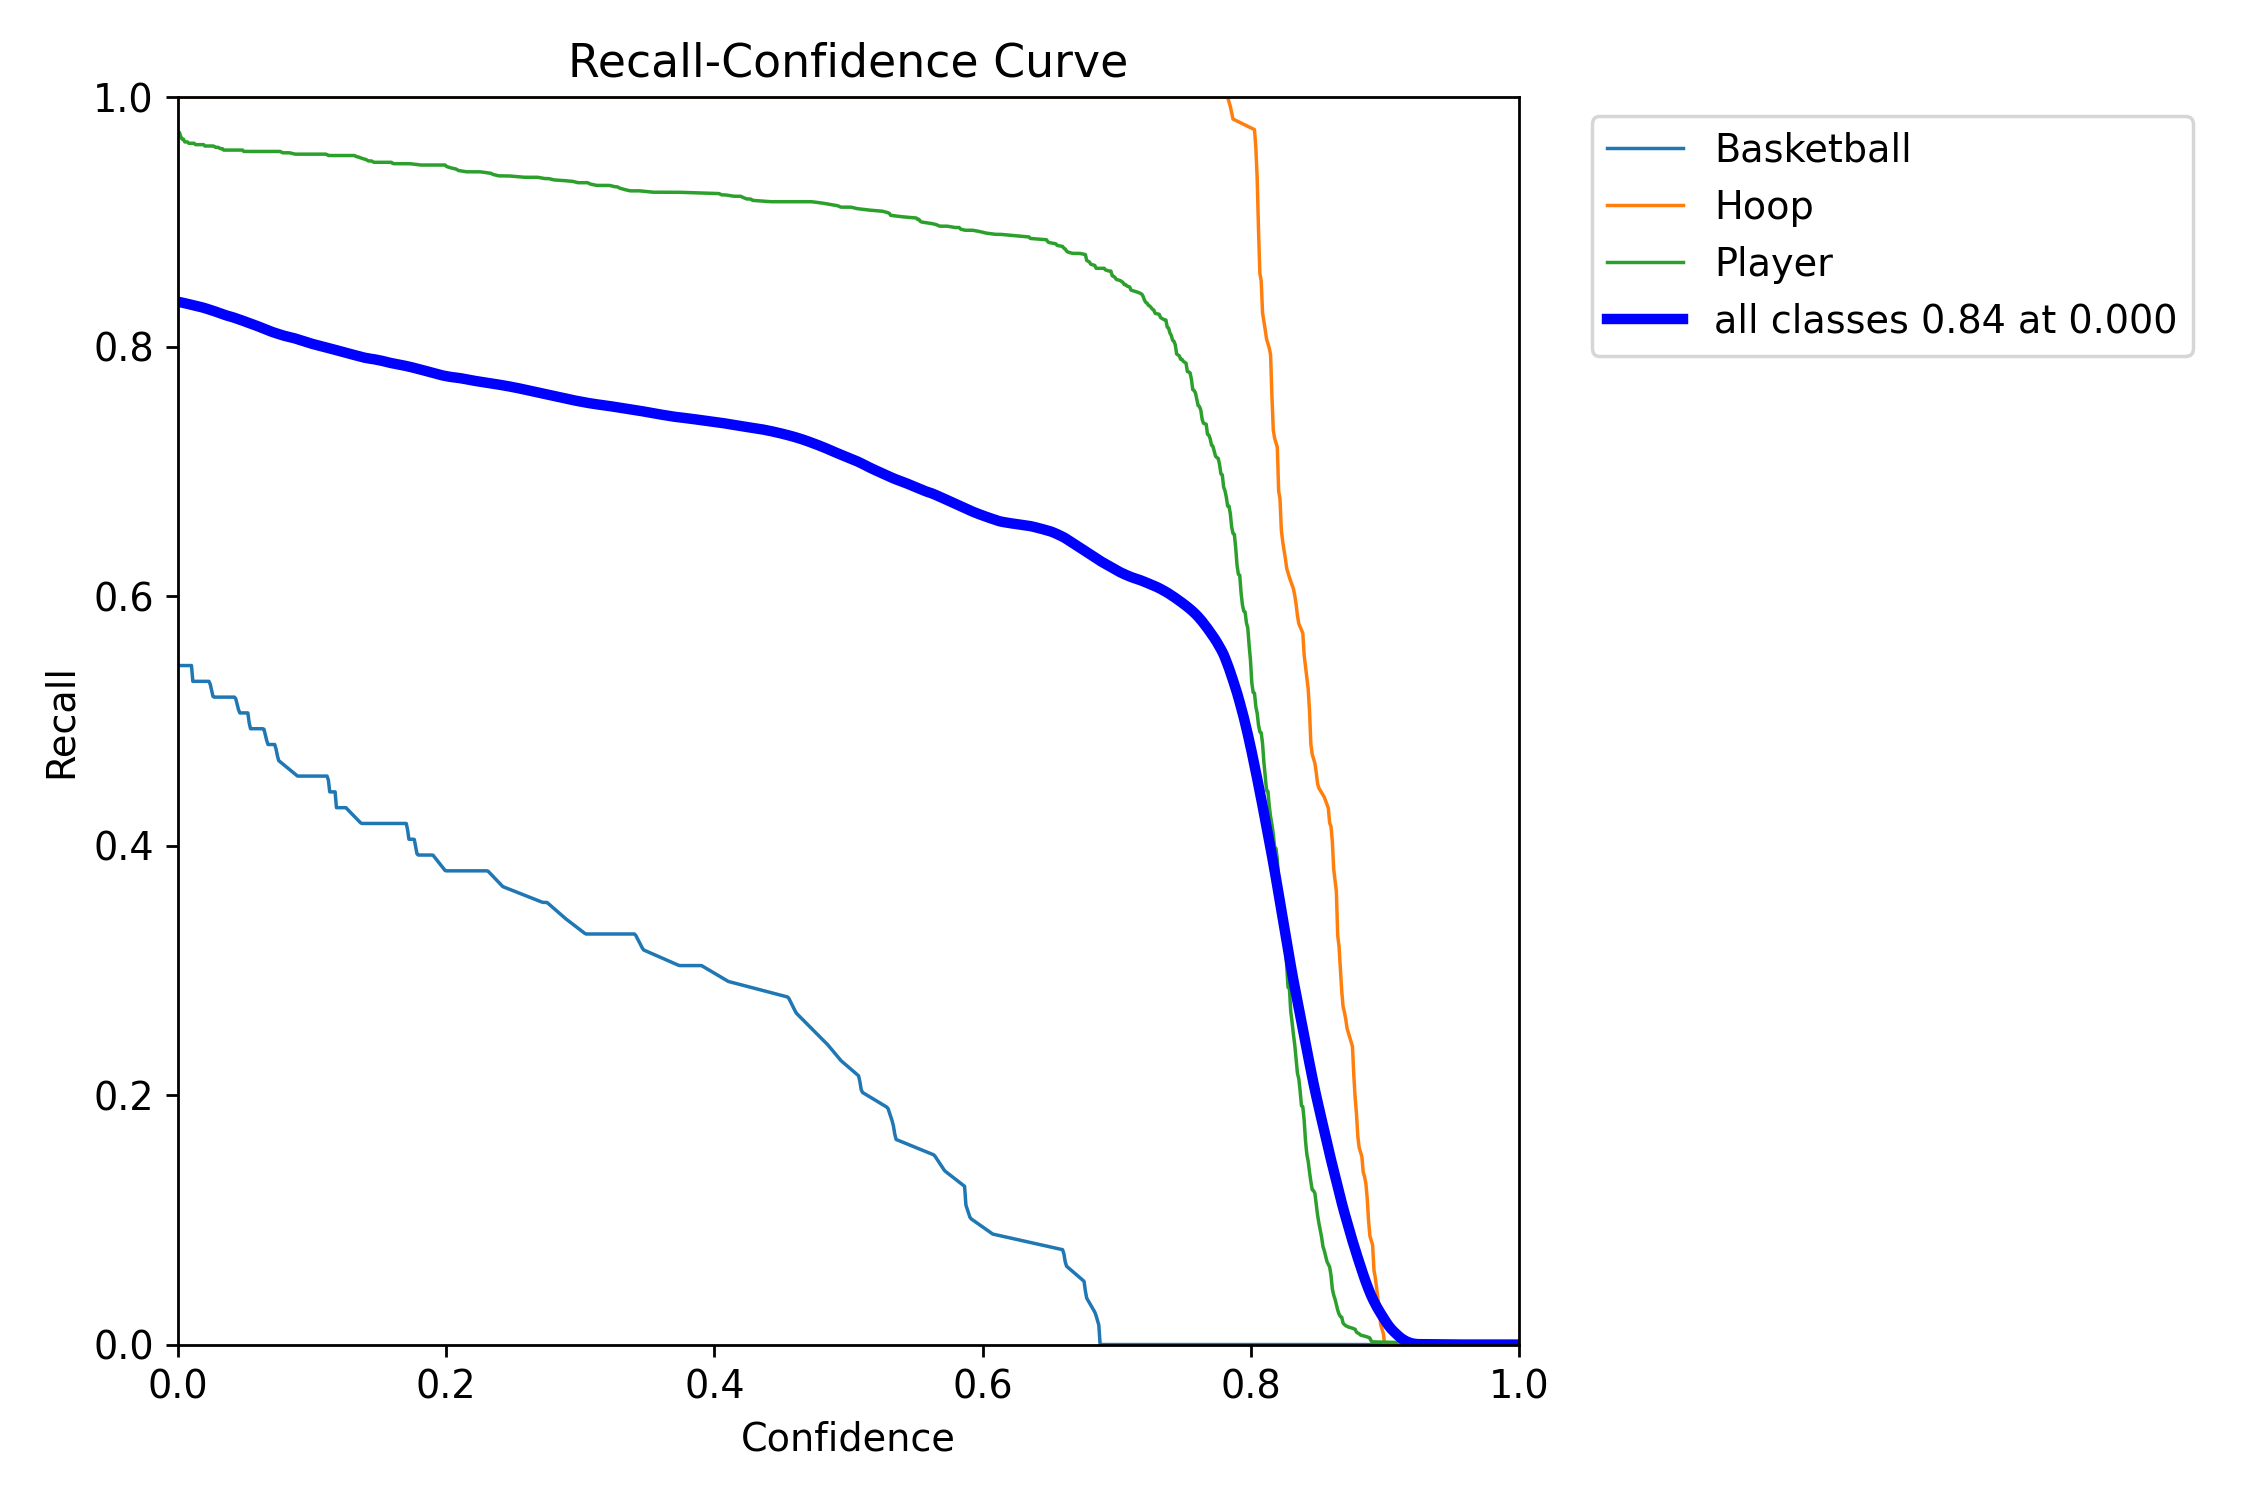 Recall-Confidence Curve
1.0
0.8
0.6
0.4
0.2
0.0
Recall
0.0 0.2 0.4 0.6 0.8 1.0
Confidence
Basketball
Hoop
Player
all classes 0.84 at 0.000